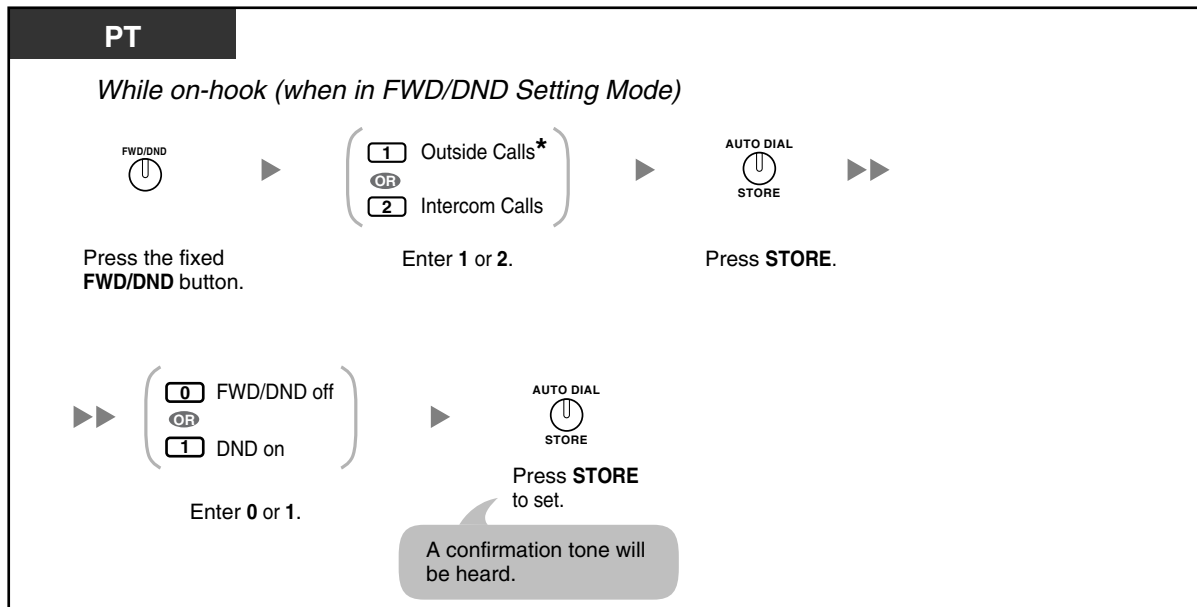 PT
While on-hook (when in FWD/DND Setting Mode)
FWD/DND
1 Outside Calls*
OR
2 Intercom Calls
AUTO DIAL
STORE
Press the fixed
FWD/DND button.
Enter 1 or 2.
Press STORE.
0 FWD/DND off
OR
1 DND on
AUTO DIAL
STORE
Enter 0 or 1.
Press STORE
to set.
A confirmation tone will
be heard.